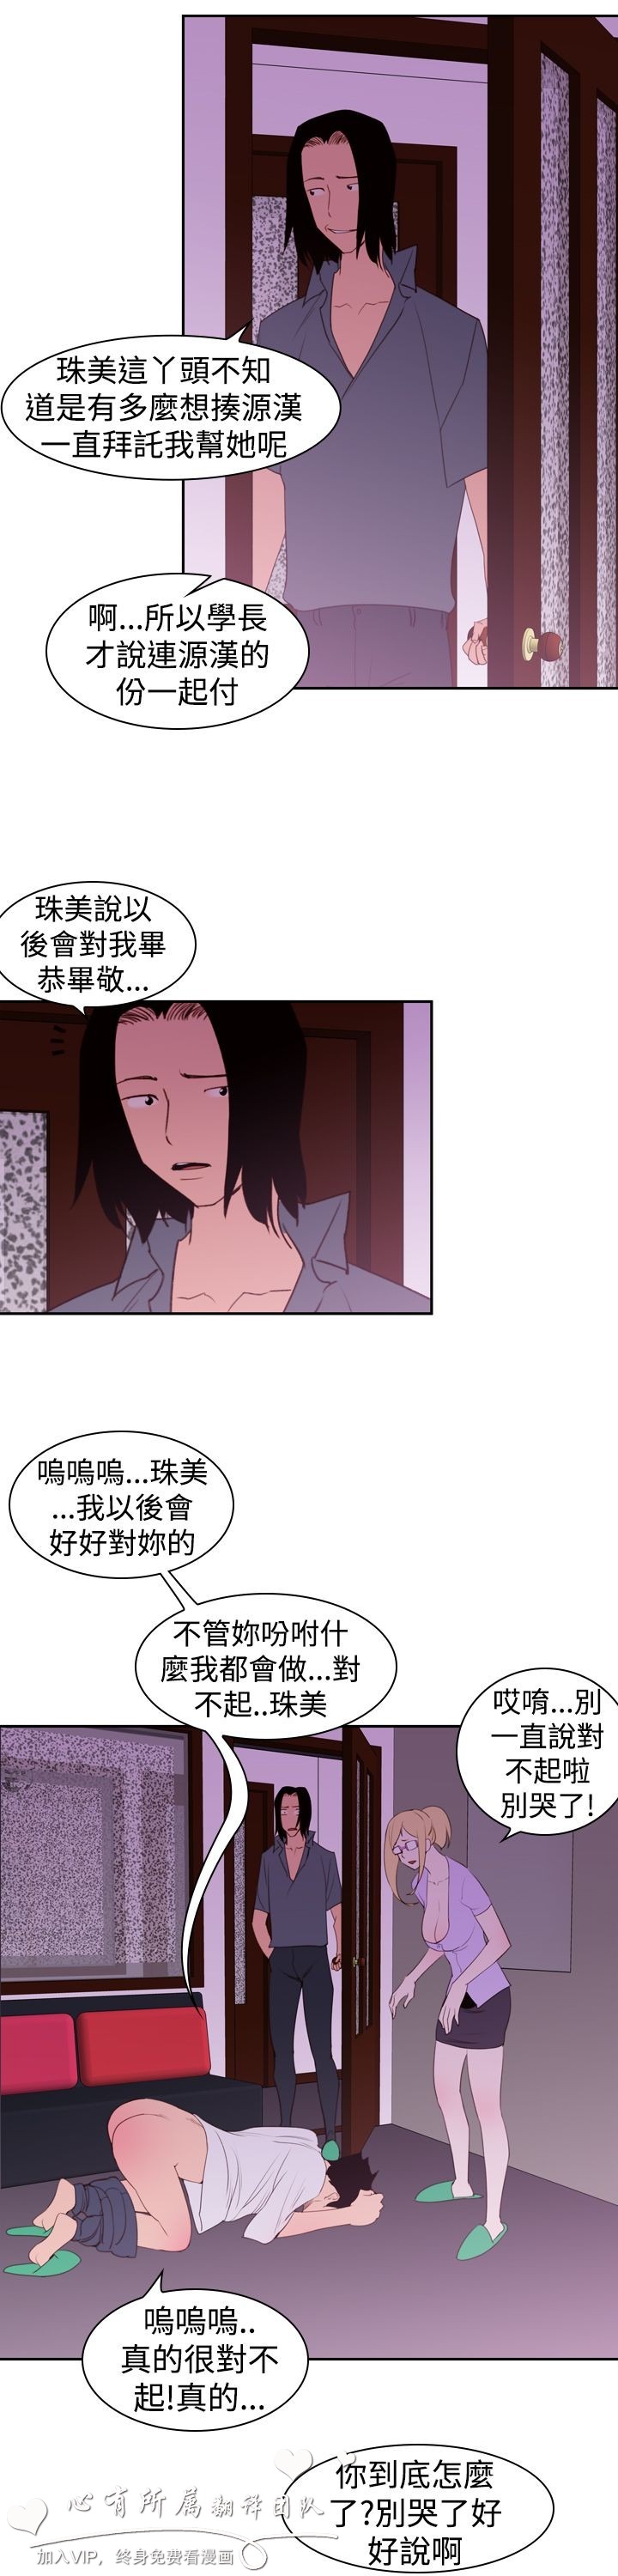 珠美這丫頭不知
道是有多麼想揍源漢
一直拜託我幫她呢
啊...所以學長
才說連源漢的
份一起付
珠美說以
後會對我畢
恭畢敬...
嗚嗚嗚...珠美
...我以後會
好好對妳的
不管妳吩咐什
麼我都會做...對
不起..珠美
哎唷...別
一直說對
不起啦
別哭了!
嗚嗚嗚..
真的很對不
起!真的...
你到底怎麼
了?別哭了好
好說啊
心有所属翻译团队
加入VIP，终身免费看漫画